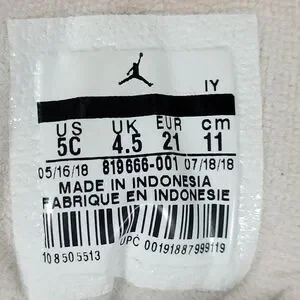 IY
US UK EUR cm
5C 4.5 21 11
05/16/18 819666-001 07/18/18
MADE IN INDONESIA
FABRIQUE EN INDONESIE
UPC 00191887999119
10 8 50 5513